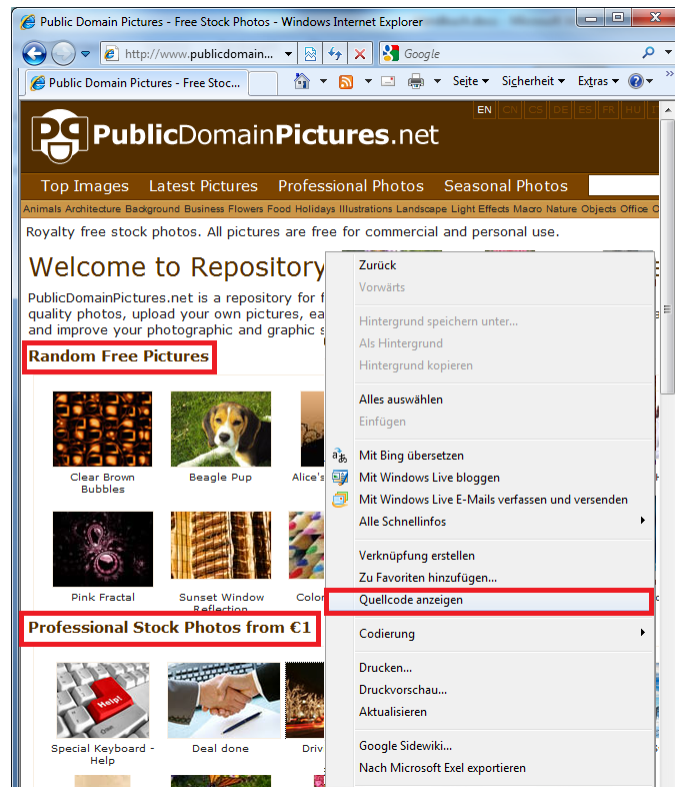 Public Domain Pictures - Free Stock Photos - Windows Internet Explorer
http://www.publicdomain...
Google
Public Domain Pictures - Free Stoc...
Seite
Sicherheit
Extras
EN CN CS DE ES FR HU IT
PublicDomainPictures.net
Top Images Latest Pictures Professional Photos Seasonal Photos
Animals Architecture Background Business Flowers Food Holidays Illustrations Landscape Light Effects Macro Nature Objects Office
Royalty free stock photos. All pictures are free for commercial and personal use.
Welcome to Repository
PublicDomainPictures.net is a repository for f
quality photos, upload your own pictures, ea
and improve your photographic and graphic s
Random Free Pictures
Clear Brown
Bubbles
Beagle Pup
Alice's
Pink Fractal
Sunset Window
Reflection
Color
Professional Stock Photos from €1
Help!
Special Keyboard -
Help
Deal done
Driv
Zurück
Vorwärts
Hintergrund speichern unter...
Als Hintergrund
Hintergrund kopieren
Alles auswählen
Einfügen
Mit Bing übersetzen
Mit Windows Live bloggen
Mit Windows Live E-Mails verfassen und versenden
Alle Schnellinfos
Verknüpfung erstellen
Zu Favoriten hinzufügen...
Quellcode anzeigen
Codierung
Drucken...
Druckvorschau...
Aktualisieren
Google Sidewiki...
Nach Microsoft Exel exportieren